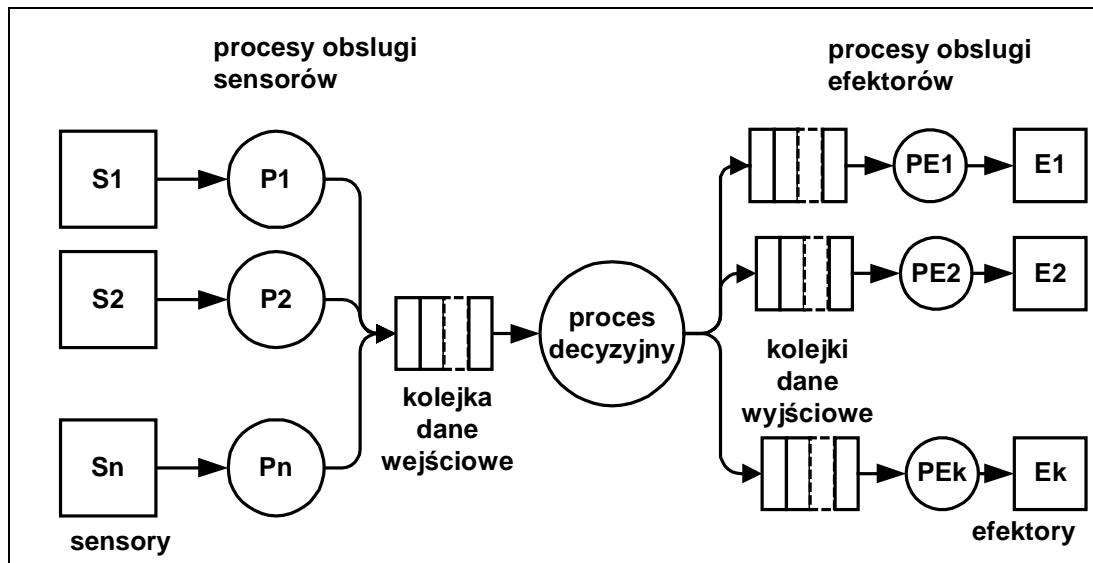 procesy obslugi
sensorów
procesy obslugi
efektorów
S1
P1
PE1
E1
S2
P2
PE2
E2
proces
decyzyjny
kolejka
dane
wejściowe
kolejki
dane
wyjściowe
Sn
Pn
PEk
Ek
sensory
efektory